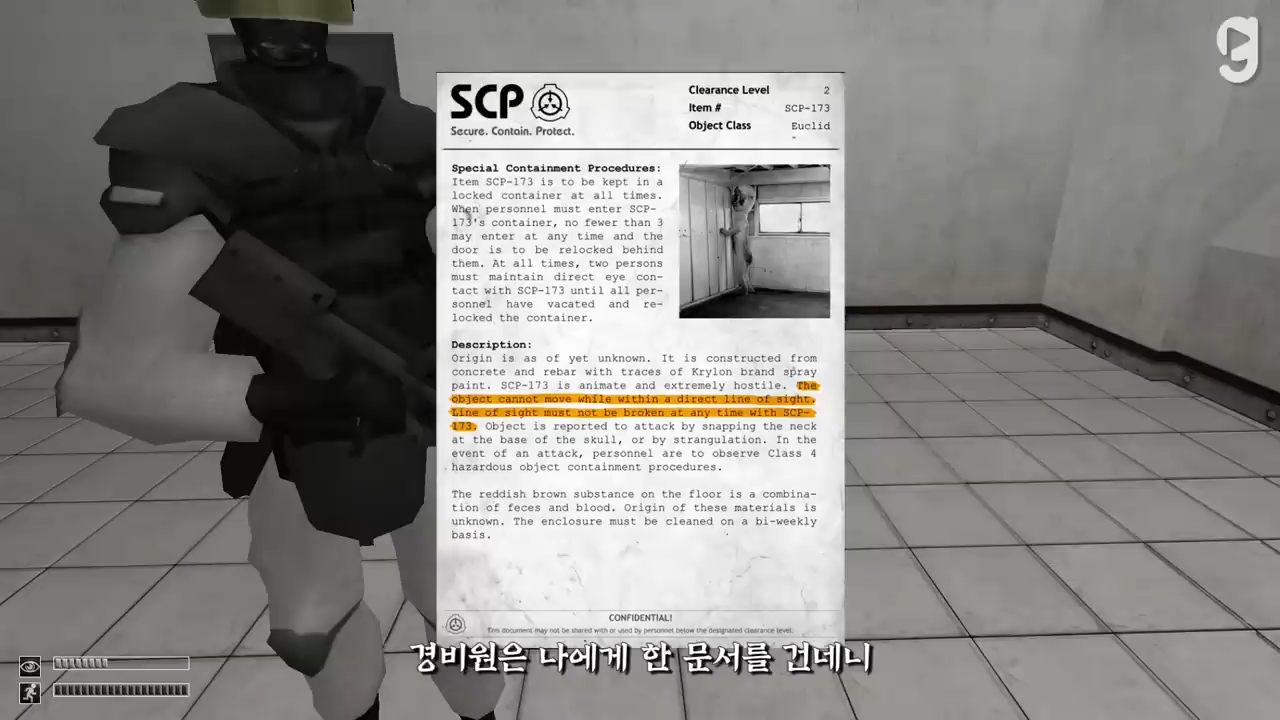 g
SCP
Secure. Contain. Protect.
Clearance Level 2
Item # SCP-173
Object Class Euclid
Special Containment Procedures:
Item SCP-173 is to be kept in a
locked container at all times.
When personnel must enter SCP-
173's container, no fewer than 3
may enter at any time and the
door is to be relocked behind
them. At all times, two persons
must maintain direct eye con-
tact with SCP-173 until all per-
sonnel have vacated and re-
locked the container.
Description:
Origin is as of yet unknown. It is constructed from
concrete and rebar with traces of Krylon brand spray
paint. SCP-173 is animate and extremely hostile. The
object cannot move while within a direct line of sight.
Line of sight must not be broken at any time with SCP-
173. Object is reported to attack by snapping the neck
at the base of the skull, or by strangulation. In the
event of an attack, personnel are to observe Class 4
hazardous object containment procedures.
The reddish brown substance on the floor is a combina-
tion of feces and blood. Origin of these materials is
unknown. The enclosure must be cleaned on a bi-weekly
basis.
CONFIDENTIAL!
This document may not be shared with or used by personnel below the designated clearance level.
경비원은 나에게 한 문서를 건네니